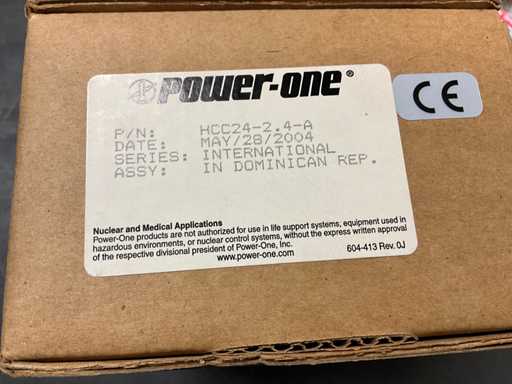 POWER-ONE®
P/N: HCC24-2.4-A
DATE: MAY/28/2004
SERIES: INTERNATIONAL
ASSY: IN DOMINICAN REP.
CE
Nuclear and Medical Applications
Power-One products are not authorized for use in life support systems, equipment used in
hazardous environments, or nuclear control systems, without the express written approval
of the respective divisional president of Power-One, Inc.
www.power-one.com
604-413 Rev. 0J